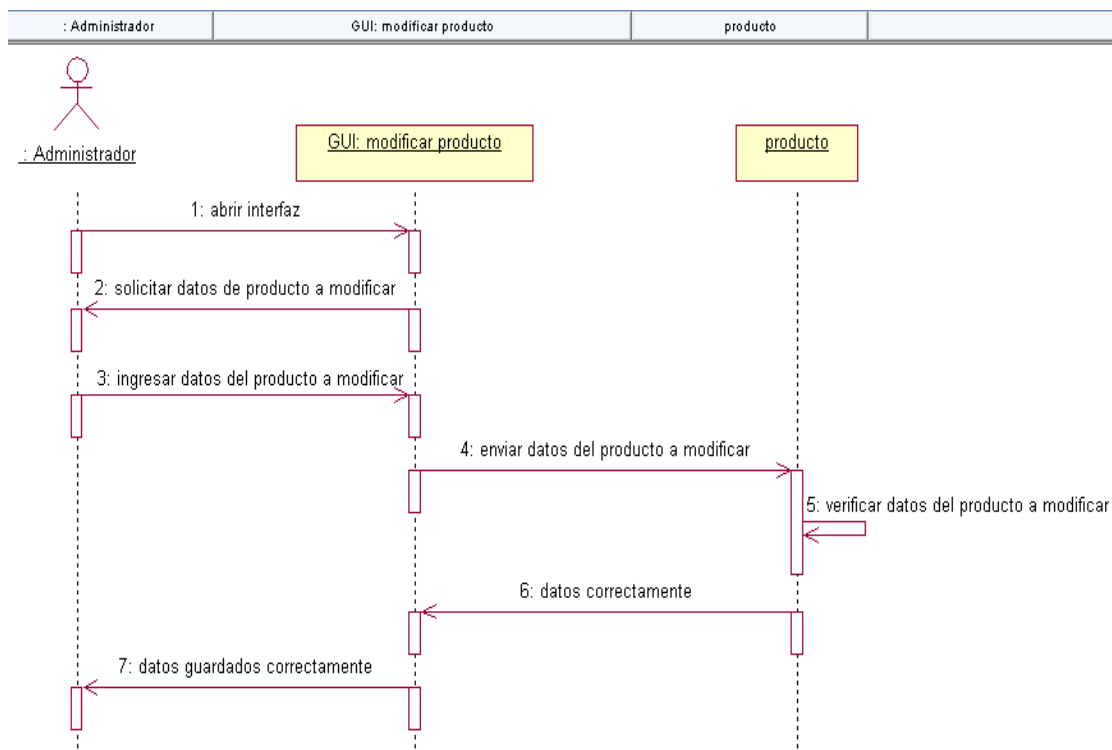 : Administrador
GUI: modificar producto
producto
: Administrador
GUI: modificar producto
producto
1: abrir interfaz
2: solicitar datos de producto a modificar
3: ingresar datos del producto a modificar
4: enviar datos del producto a modificar
5: verificar datos del producto a modificar
6: datos correctamente
7: datos guardados correctamente